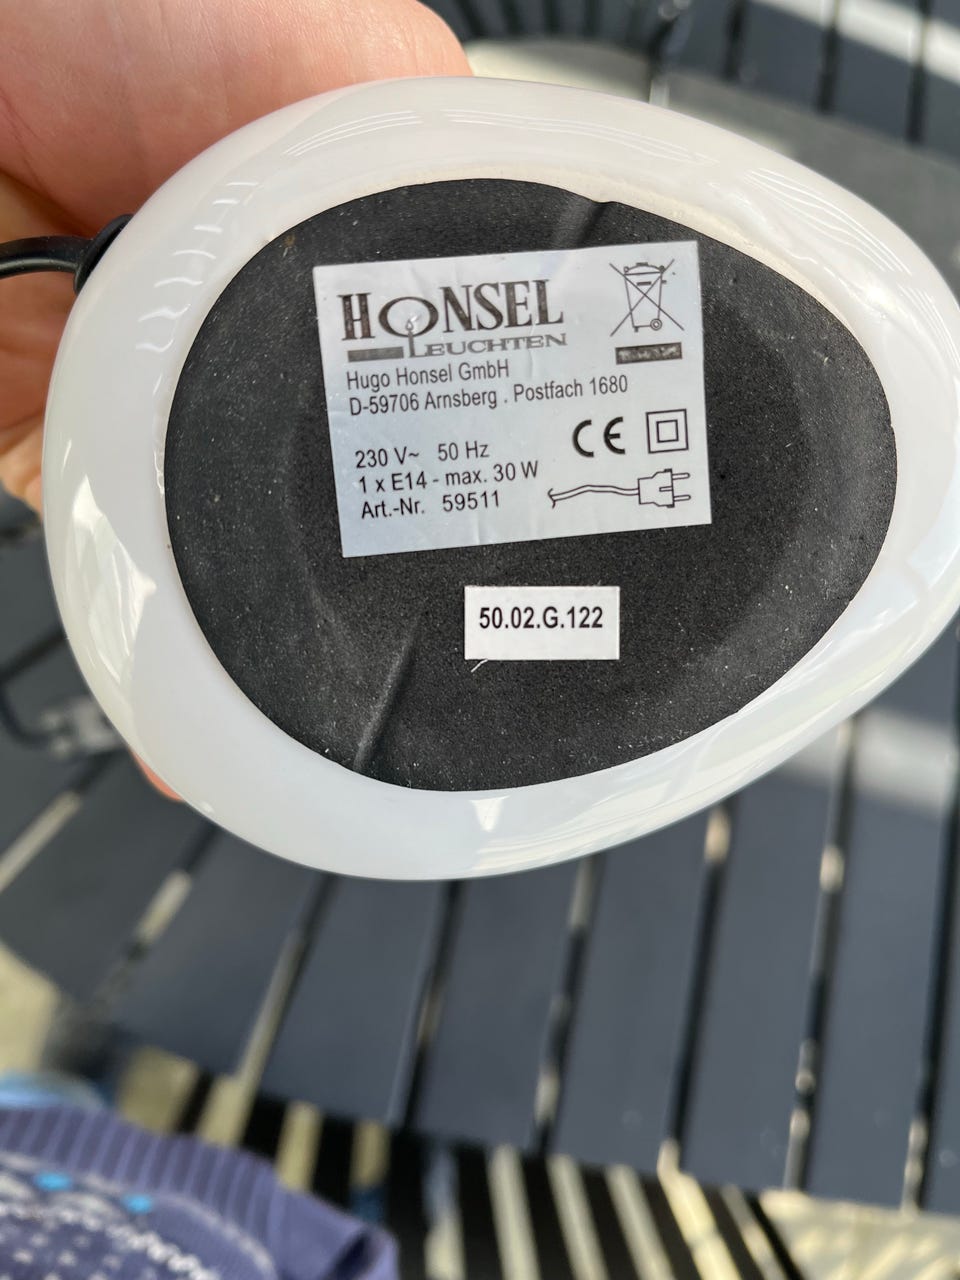 HONSEL
LEUCHTEN
Hugo Honsel GmbH
D-59706 Arnsberg . Postfach 1680
CE
230 V~ 50 Hz
1 x E14 - max. 30 W
Art.-Nr. 59511
50.02.G.122